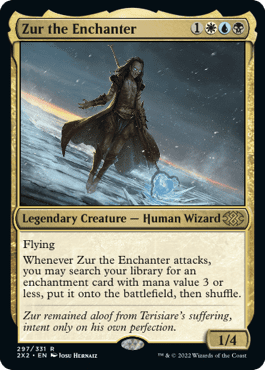 Zur the Enchanter 1
Legendary Creature — Human Wizard
Flying
Whenever Zur the Enchanter attacks,
you may search your library for an
enchantment card with mana value 3 or
less, put it onto the battlefield, then shuffle.
Zur remained aloof from Terisiare's suffering,
intent only on his own perfection.
1/4
297/331 R
2X2 • EN Iosu Hernaiz
™ & © 2022 Wizards of the Coast